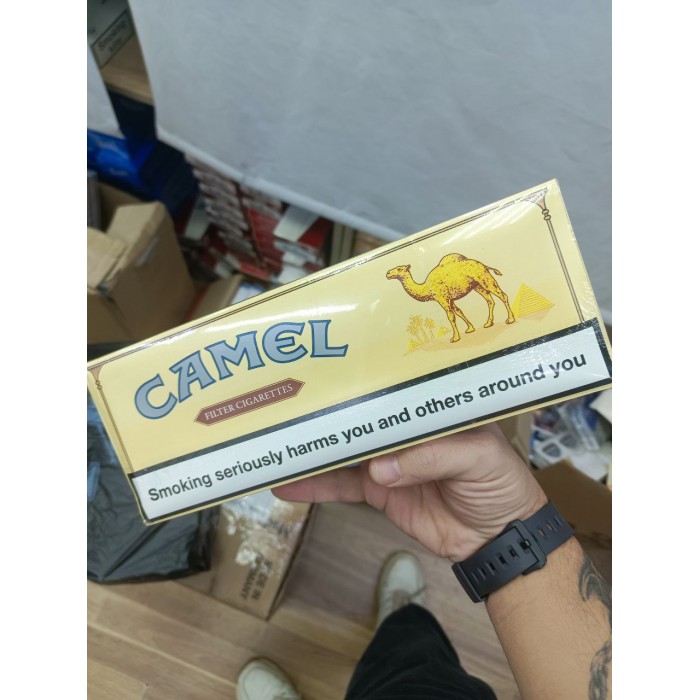 CAMEL
FILTER CIGARETTES
Smoking seriously harms you and others around you